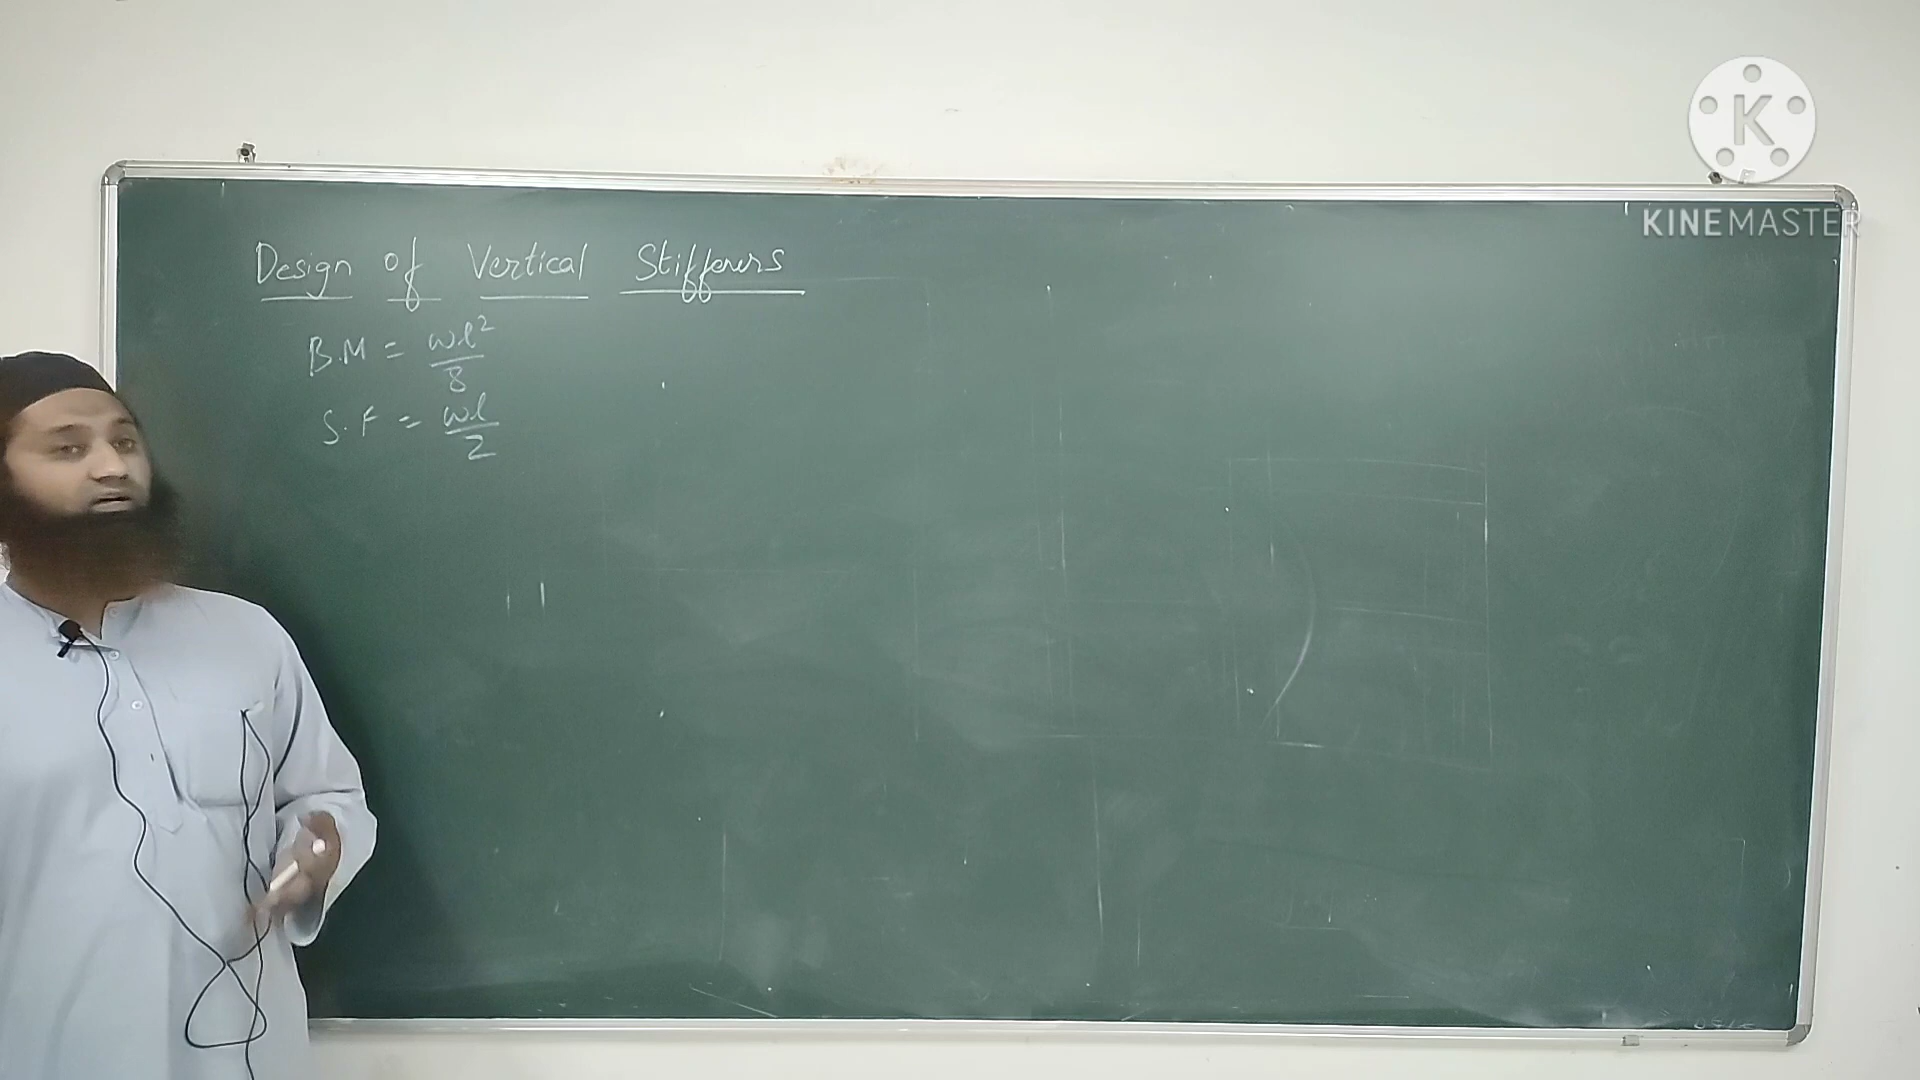 K
KINEMASTER
Design of Vertical Stiffeners
B.M = wl²/8
S.F = wl/2